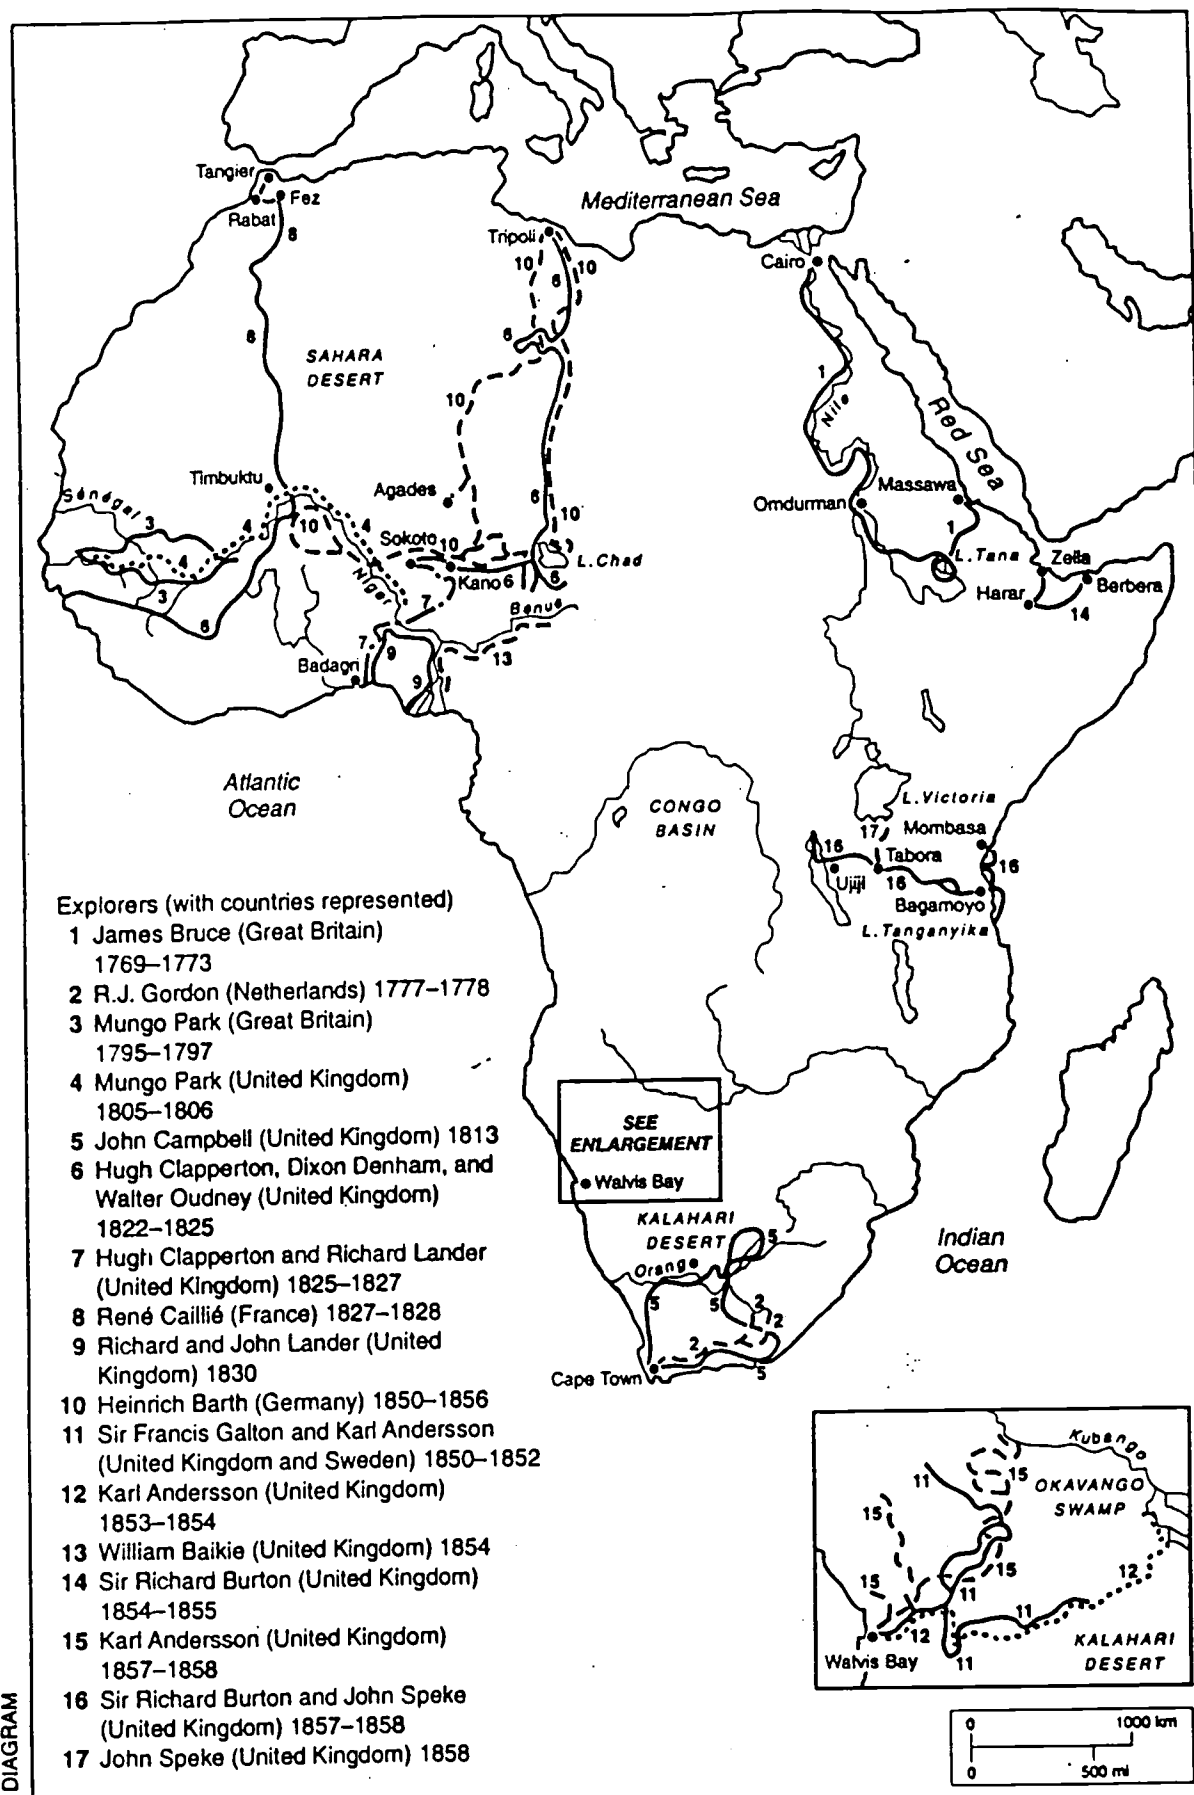 Tangier
Fez
Rabat
8
Mediterranean Sea
Tripoli
10
10
6
Cairo
8
6
SAHARA
DESERT
1
10
Nile
Red Sea
Timbuktu
Agades
6
Massawa
Sénégal
3
4
10
4
10
Omdurman
1
Sokoto
10
4
L.Chad
L.Tana
Zeila
3
Niger
Kano
6
6
Harar
Berbera
7
Benue
14
8
7
9
13
Badagri
9
Atlantic
Ocean
CONGO
BASIN
L.Victoria
17
Mombasa
16
Tabora
16
Ujiji
16
Bagamoyo
L.Tanganyika
Explorers (with countries represented)
1 James Bruce (Great Britain)
1769–1773
2 R.J. Gordon (Netherlands) 1777–1778
3 Mungo Park (Great Britain)
1795–1797
4 Mungo Park (United Kingdom)
1805–1806
5 John Campbell (United Kingdom) 1813
6 Hugh Clapperton, Dixon Denham, and
Walter Oudney (United Kingdom)
1822–1825
7 Hugh Clapperton and Richard Lander
(United Kingdom) 1825–1827
8 René Caillié (France) 1827–1828
9 Richard and John Lander (United
Kingdom) 1830
10 Heinrich Barth (Germany) 1850–1856
11 Sir Francis Galton and Karl Andersson
(United Kingdom and Sweden) 1850–1852
12 Karl Andersson (United Kingdom)
1853–1854
13 William Baikie (United Kingdom) 1854
14 Sir Richard Burton (United Kingdom)
1854–1855
15 Karl Andersson (United Kingdom)
1857–1858
16 Sir Richard Burton and John Speke
(United Kingdom) 1857–1858
17 John Speke (United Kingdom) 1858
SEE
ENLARGEMENT
Walvis Bay
KALAHARI
DESERT
5
Orange
Indian
Ocean
5
5
2
2
2
Cape Town
5
Kubango
11
15
OKAVANGO
SWAMP
15
15
12
15
11
11
12
KALAHARI
DESERT
Walvis Bay
11
0
1000 km
0
500 mi
DIAGRAM